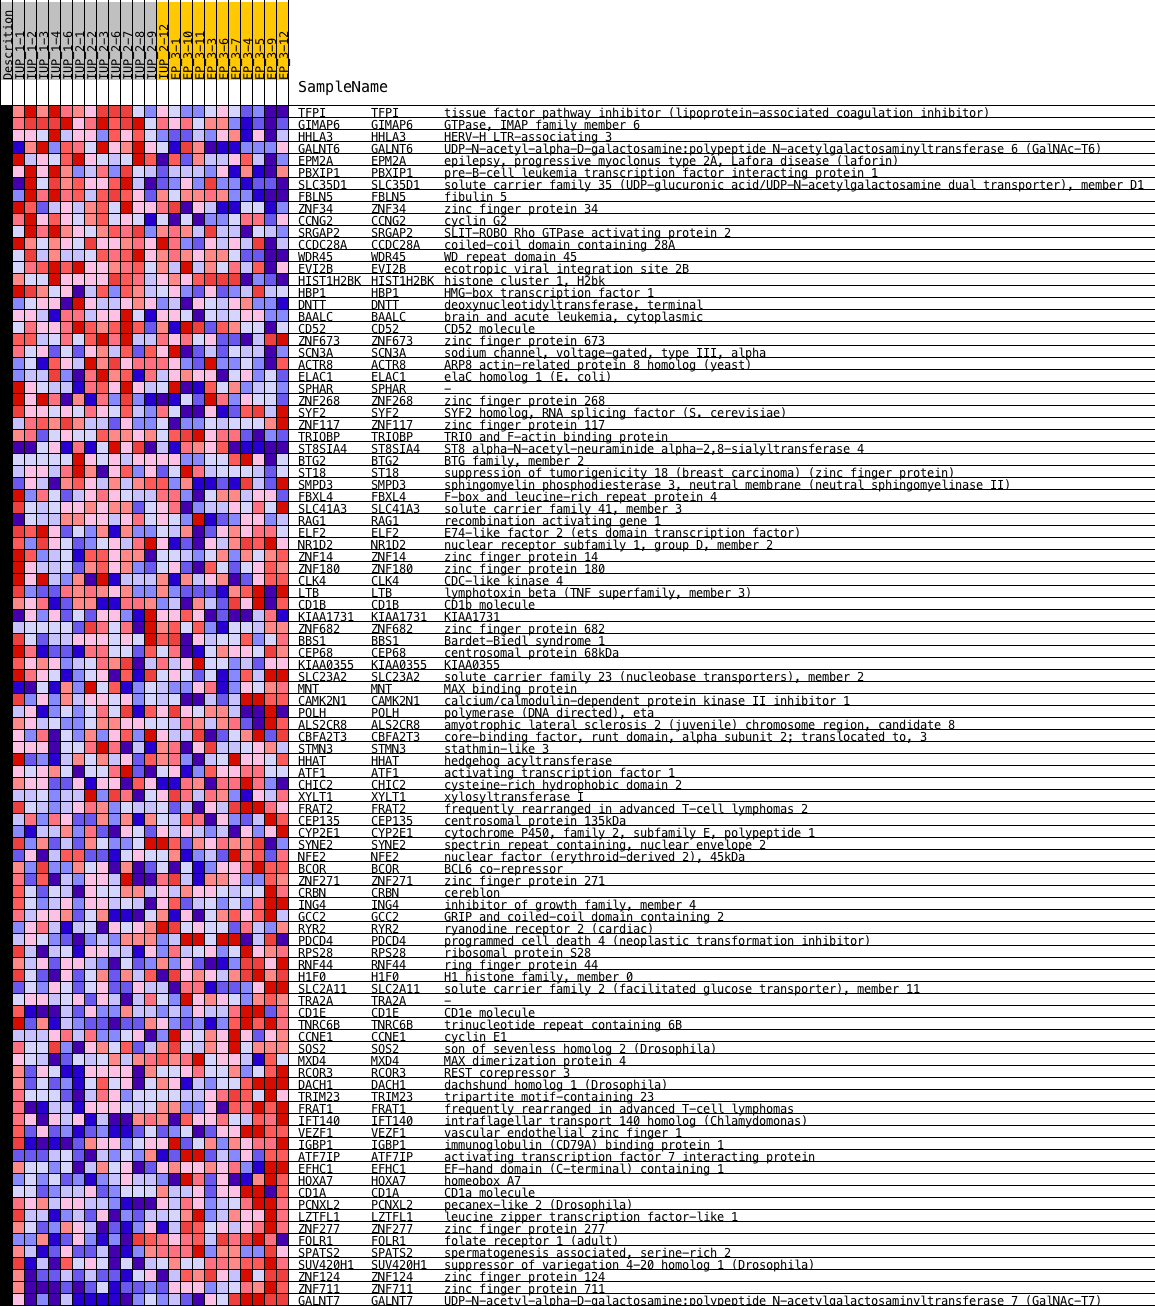 Descrition IUP_1-1 IUP_1-2 IUP_1-3 IUP_1-4 IUP_1-6 IUP_2-1 IUP_2-2 IUP_2-3 IUP_2-6 IUP_2-7 IUP_2-8 IUP_2-9 IUP_2-12 EP_3-1 EP_3-10 EP_3-11 EP_3-3 EP_3-6 EP_3-7 EP_3-4 EP_3-5 EP_3-9 EP_3-12
SampleName
TFPI TFPI tissue factor pathway inhibitor (lipoprotein-associated coagulation inhibitor)
GIMAP6 GIMAP6 GTPase, IMAP family member 6
HHLA3 HHLA3 HERV-H LTR-associating 3
GALNT6 GALNT6 UDP-N-acetyl-alpha-D-galactosamine:polypeptide N-acetylgalactosaminyltransferase 6 (GalNAc-T6)
EPM2A EPM2A epilepsy, progressive myoclonus type 2A, Lafora disease (laforin)
PBXIP1 PBXIP1 pre-B-cell leukemia transcription factor interacting protein 1
SLC35D1 SLC35D1 solute carrier family 35 (UDP-glucuronic acid/UDP-N-acetylgalactosamine dual transporter), member D1
FBLN5 FBLN5 fibulin 5
ZNF34 ZNF34 zinc finger protein 34
CCNG2 CCNG2 cyclin G2
SRGAP2 SRGAP2 SLIT-ROBO Rho GTPase activating protein 2
CCDC28A CCDC28A coiled-coil domain containing 28A
WDR45 WDR45 WD repeat domain 45
EVI2B EVI2B ecotropic viral integration site 2B
HIST1H2BK HIST1H2BK histone cluster 1, H2bk
HBP1 HBP1 HMG-box transcription factor 1
DNTT DNTT deoxynucleotidyltransferase, terminal
BAALC BAALC brain and acute leukemia, cytoplasmic
CD52 CD52 CD52 molecule
ZNF673 ZNF673 zinc finger protein 673
SCN3A SCN3A sodium channel, voltage-gated, type III, alpha
ACTR8 ACTR8 ARP8 actin-related protein 8 homolog (yeast)
ELAC1 ELAC1 elaC homolog 1 (E. coli)
SPHAR SPHAR -
ZNF268 ZNF268 zinc finger protein 268
SYF2 SYF2 SYF2 homolog, RNA splicing factor (S. cerevisiae)
ZNF117 ZNF117 zinc finger protein 117
TRIOBP TRIOBP TRIO and F-actin binding protein
ST8SIA4 ST8SIA4 ST8 alpha-N-acetyl-neuraminide alpha-2,8-sialyltransferase 4
BTG2 BTG2 BTG family, member 2
ST18 ST18 suppression of tumorigenicity 18 (breast carcinoma) (zinc finger protein)
SMPD3 SMPD3 sphingomyelin phosphodiesterase 3, neutral membrane (neutral sphingomyelinase II)
FBXL4 FBXL4 F-box and leucine-rich repeat protein 4
SLC41A3 SLC41A3 solute carrier family 41, member 3
RAG1 RAG1 recombination activating gene 1
ELF2 ELF2 E74-like factor 2 (ets domain transcription factor)
NR1D2 NR1D2 nuclear receptor subfamily 1, group D, member 2
ZNF14 ZNF14 zinc finger protein 14
ZNF180 ZNF180 zinc finger protein 180
CLK4 CLK4 CDC-like kinase 4
LTB LTB lymphotoxin beta (TNF superfamily, member 3)
CD1B CD1B CD1b molecule
KIAA1731 KIAA1731 KIAA1731
ZNF682 ZNF682 zinc finger protein 682
BBS1 BBS1 Bardet-Biedl syndrome 1
CEP68 CEP68 centrosomal protein 68kDa
KIAA0355 KIAA0355 KIAA0355
SLC23A2 SLC23A2 solute carrier family 23 (nucleobase transporters), member 2
MNT MNT MAX binding protein
CAMK2N1 CAMK2N1 calcium/calmodulin-dependent protein kinase II inhibitor 1
POLH POLH polymerase (DNA directed), eta
ALS2CR8 ALS2CR8 amyotrophic lateral sclerosis 2 (juvenile) chromosome region, candidate 8
CBFA2T3 CBFA2T3 core-binding factor, runt domain, alpha subunit 2; translocated to, 3
STMN3 STMN3 stathmin-like 3
HHAT HHAT hedgehog acyltransferase
ATF1 ATF1 activating transcription factor 1
CHIC2 CHIC2 cysteine-rich hydrophobic domain 2
XYLT1 XYLT1 xylosyltransferase I
FRAT2 FRAT2 frequently rearranged in advanced T-cell lymphomas 2
CEP135 CEP135 centrosomal protein 135kDa
CYP2E1 CYP2E1 cytochrome P450, family 2, subfamily E, polypeptide 1
SYNE2 SYNE2 spectrin repeat containing, nuclear envelope 2
NFE2 NFE2 nuclear factor (erythroid-derived 2), 45kDa
BCOR BCOR BCL6 co-repressor
ZNF271 ZNF271 zinc finger protein 271
CRBN CRBN cereblon
ING4 ING4 inhibitor of growth family, member 4
GCC2 GCC2 GRIP and coiled-coil domain containing 2
RYR2 RYR2 ryanodine receptor 2 (cardiac)
PDCD4 PDCD4 programmed cell death 4 (neoplastic transformation inhibitor)
RPS28 RPS28 ribosomal protein S28
RNF44 RNF44 ring finger protein 44
H1F0 H1F0 H1 histone family, member 0
SLC2A11 SLC2A11 solute carrier family 2 (facilitated glucose transporter), member 11
TRA2A TRA2A -
CD1E CD1E CD1e molecule
TNRC6B TNRC6B trinucleotide repeat containing 6B
CCNE1 CCNE1 cyclin E1
SOS2 SOS2 son of sevenless homolog 2 (Drosophila)
MXD4 MXD4 MAX dimerization protein 4
RCOR3 RCOR3 REST corepressor 3
DACH1 DACH1 dachshund homolog 1 (Drosophila)
TRIM23 TRIM23 tripartite motif-containing 23
FRAT1 FRAT1 frequently rearranged in advanced T-cell lymphomas
IFT140 IFT140 intraflagellar transport 140 homolog (Chlamydomonas)
VEZF1 VEZF1 vascular endothelial zinc finger 1
IGBP1 IGBP1 immunoglobulin (CD79A) binding protein 1
ATF7IP ATF7IP activating transcription factor 7 interacting protein
EFHC1 EFHC1 EF-hand domain (C-terminal) containing 1
HOXA7 HOXA7 homeobox A7
CD1A CD1A CD1a molecule
PCNXL2 PCNXL2 pecanex-like 2 (Drosophila)
LZTFL1 LZTFL1 leucine zipper transcription factor-like 1
ZNF277 ZNF277 zinc finger protein 277
FOLR1 FOLR1 folate receptor 1 (adult)
SPATS2 SPATS2 spermatogenesis associated, serine-rich 2
SUV420H1 SUV420H1 suppressor of variegation 4-20 homolog 1 (Drosophila)
ZNF124 ZNF124 zinc finger protein 124
ZNF711 ZNF711 zinc finger protein 711
GALNT7 GALNT7 UDP-N-acetyl-alpha-D-galactosamine:polypeptide N-acetylgalactosaminyltransferase 7 (GalNAc-T7)